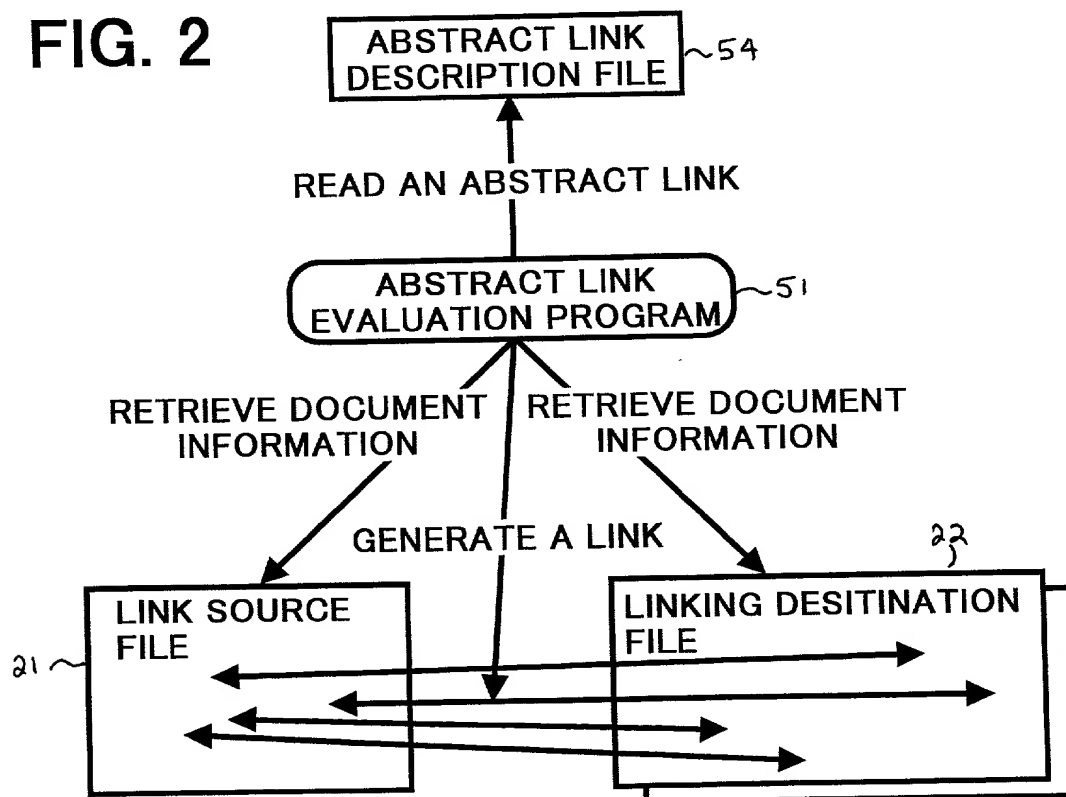 FIG. 2
ABSTRACT LINK
DESCRIPTION FILE
54
READ AN ABSTRACT LINK
ABSTRACT LINK
EVALUATION PROGRAM
51
RETRIEVE DOCUMENT
INFORMATION
RETRIEVE DOCUMENT
INFORMATION
GENERATE A LINK
22
LINK SOURCE
FILE
LINKING DESITINATION
FILE
21